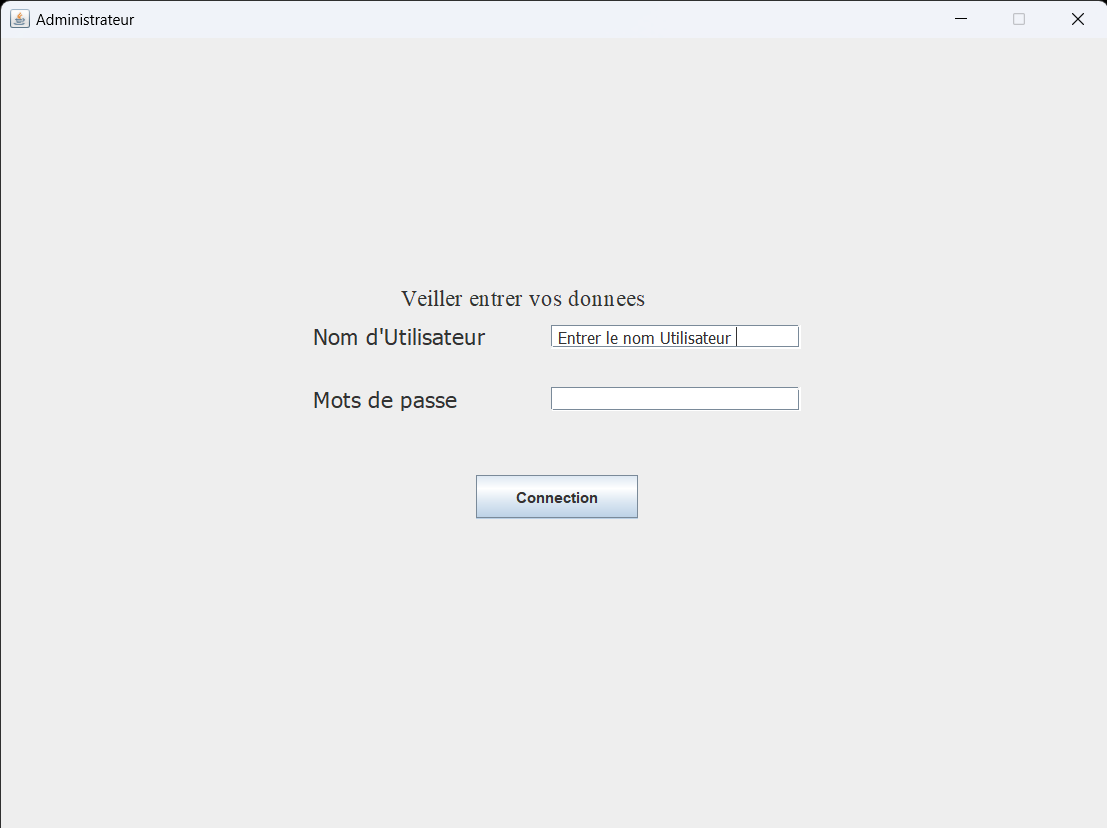 Administrateur
Veiller entrer vos donnees
Nom d'Utilisateur
Entrer le nom Utilisateur
Mots de passe
Connection